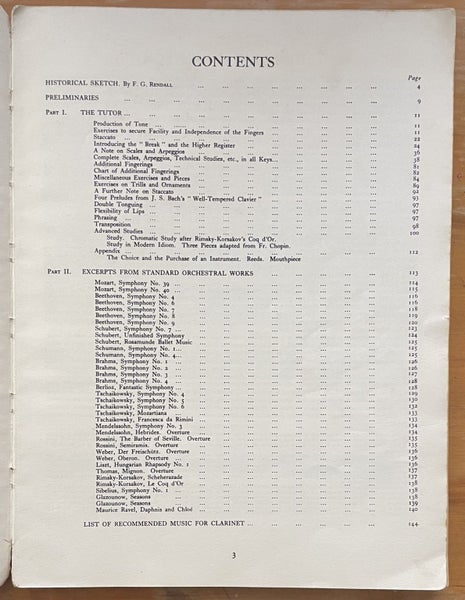 CONTENTS
Page
HISTORICAL SKETCH. By F. G. RENDALL ... 4
PRELIMINARIES ... 9
PART I. THE TUTOR ... 11
Production of Tone ... 11
Exercises to secure Facility and Independence of the Fingers ... 11
Staccato ... 22
Introducing the " Break " and the Higher Register ... 24
A Note on Scales and Arpeggios ... 36
Complete Scales, Arpeggios, Technical Studies, etc., in all Keys... 38
Additional Fingerings ... 81
Chart of Additional Fingerings ... 82
Miscellaneous Exercises and Pieces ... 84
Exercises on Trills and Ornaments ... 89
A Further Note on Staccato ... 92
Four Preludes from J. S. Bach's " Well-Tempered Clavier " ... 93
Double Tonguing ... 97
Flexibility of Lips ... 97
Phrasing ... 97
Transposition ... 98
Advanced Studies ... 100
Study. Chromatic Study after Rimsky-Korsakov's Coq d'Or.
Study in Modern Idiom. Three Pieces adapted from Fr. Chopin.
Appendix ... 112
The Choice and the Purchase of an Instrument. Reeds. Mouthpiece
PART II. EXCERPTS FROM STANDARD ORCHESTRAL WORKS ... 113
Mozart, Symphony No. 39 ... 114
Mozart, Symphony No. 40 ... 115
Beethoven, Symphony No. 4 ... 116
Beethoven, Symphony No. 6 ... 116
Beethoven, Symphony No. 7 ... 118
Beethoven, Symphony No. 8 ... 118
Beethoven, Symphony No. 9 ... 120
Schubert, Symphony No. 7 ... 123
Schubert, Unfinished Symphony ... 124
Schubert, Rosamunde Ballet Music ... 125
Schumann, Symphony No. 1... 125
Schumann, Symphony No. 4... 125
Brahms, Symphony No. 1 ... 126
Brahms, Symphony No. 2 ... 126
Brahms, Symphony No. 3 ... 127
Brahms, Symphony No. 4 ... 128
Berlioz, Fantastic Symphony ... 128
Tschaikowsky, Symphony No. 4 ... 129
Tschaikowsky, Symphony No. 5 ... 130
Tschaikowsky, Symphony No. 6 ... 132
Tschaikowsky, Mozartiana ... 133
Tschaikowsky, Francesca da Rimini ... 133
Mendelssohn, Symphony No. 3 ... 134
Mendelssohn, Hebrides. Overture ... 134
Rossini, The Barber of Seville. Overture ... 135
Rossini, Semiramis. Overture ... 135
Weber, Der Freischütz. Overture ... 136
Weber, Oberon. Overture ... 136
Liszt, Hungarian Rhapsody No. 1 ... 136
Thomas, Mignon. Overture ... 137
Rimsky-Korsakov, Scheherazade ... 137
Rimsky-Korsakov, Le Coq d'Or ... 138
Sibelius, Symphony No. 1 ... 138
Glazounow, Seasons ... 138
Glazounow, Seasons ... 139
Maurice Ravel, Daphnis and Chloé ... 140
LIST OF RECOMMENDED MUSIC FOR CLARINET ... 144
3